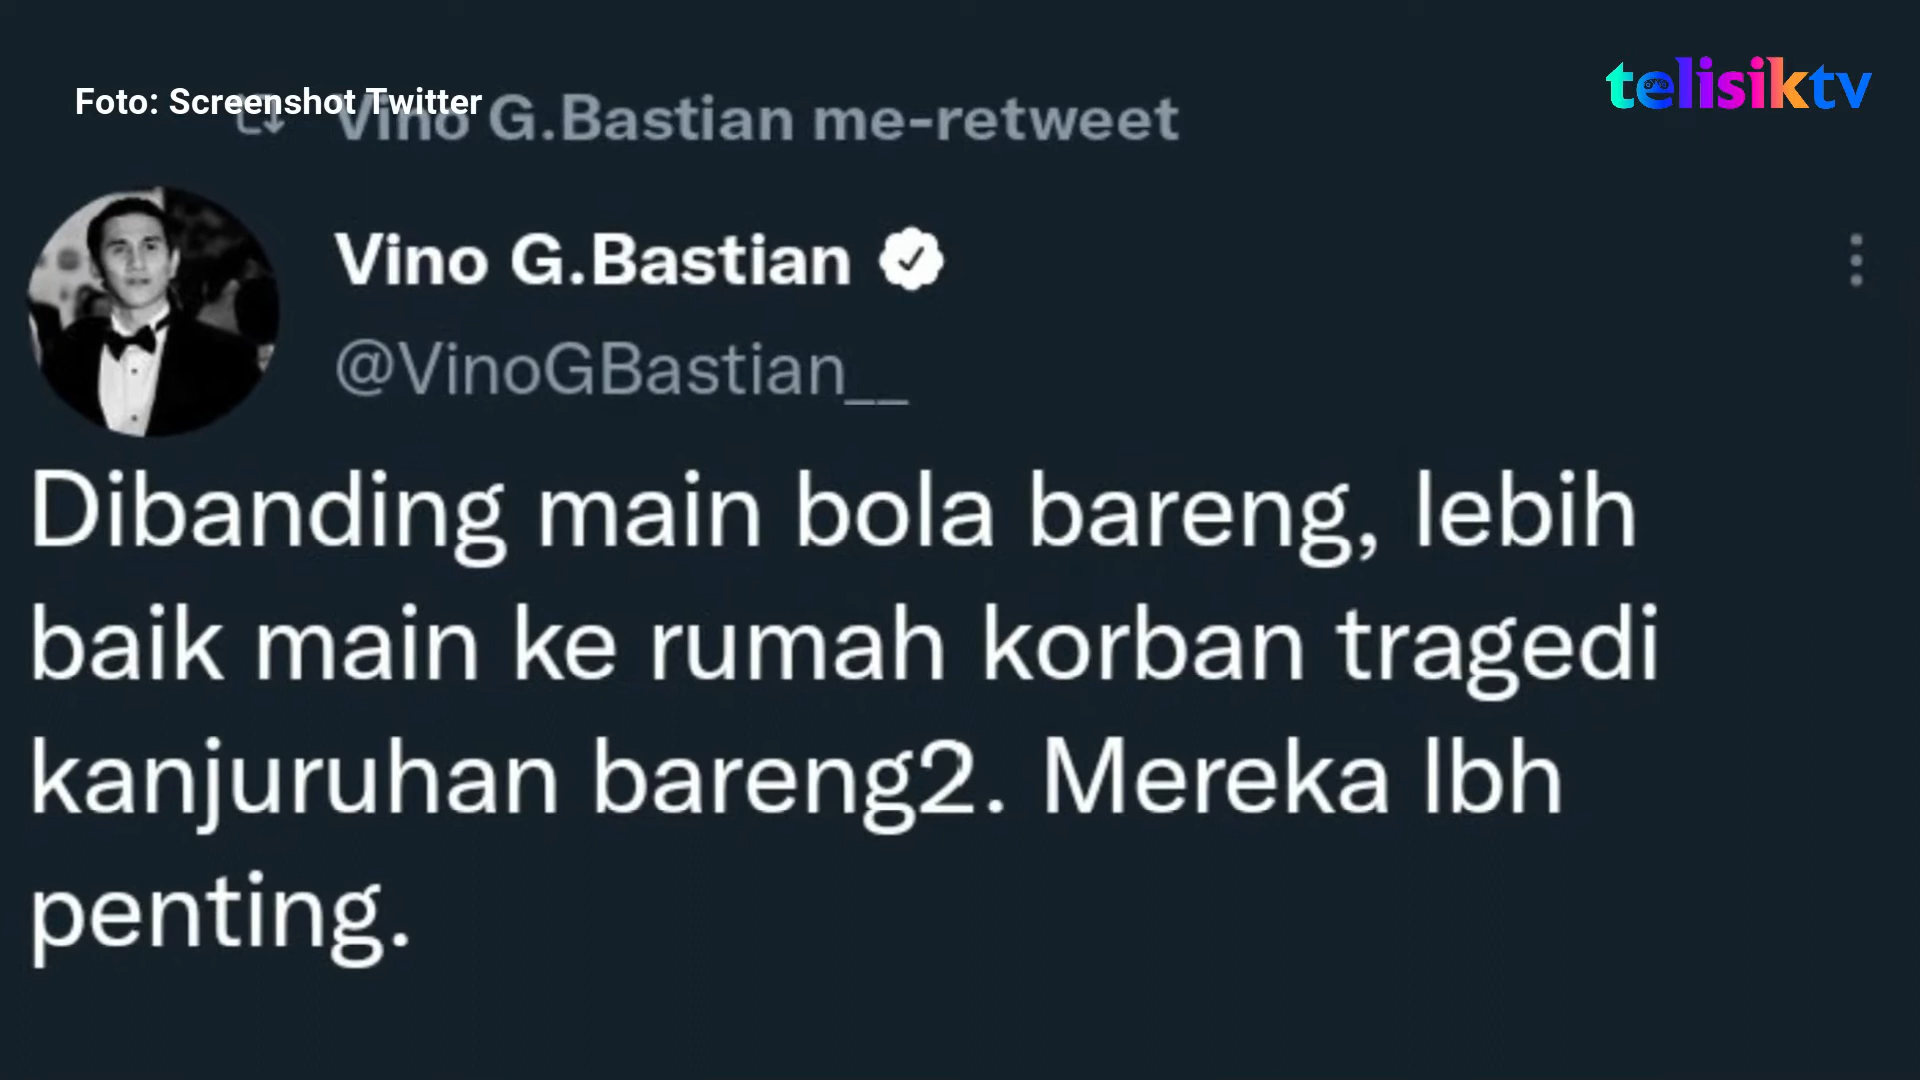 telisiktv
Foto: Screenshot Twitter
Vino G.Bastian me-retweet
Vino G.Bastian
@VinoGBastian__
Dibanding main bola bareng, lebih
baik main ke rumah korban tragedi
kanjuruhan bareng2. Mereka lbh
penting.